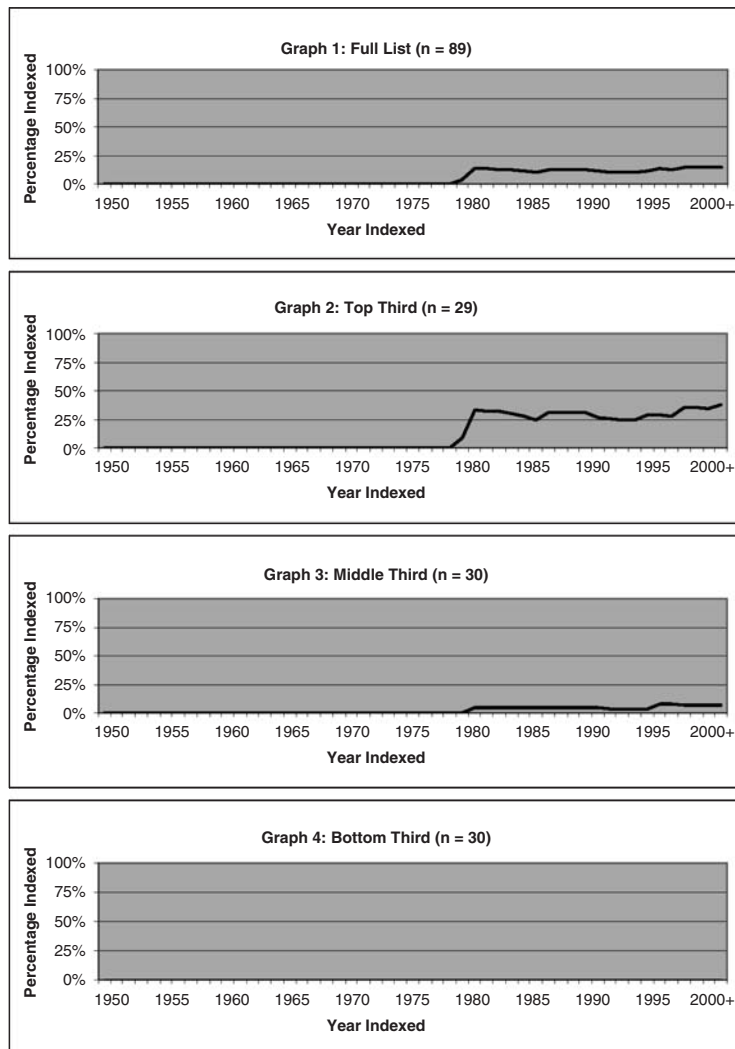 Graph 1: Full List (n = 89)
Percentage Indexed
100%
75%
50%
25%
0%
1950 1955 1960 1965 1970 1975 1980 1985 1990 1995 2000+
Year Indexed
Graph 2: Top Third (n = 29)
Percentage Indexed
100%
75%
50%
25%
0%
1950 1955 1960 1965 1970 1975 1980 1985 1990 1995 2000+
Year Indexed
Graph 3: Middle Third (n = 30)
Percentage Indexed
100%
75%
50%
25%
0%
1950 1955 1960 1965 1970 1975 1980 1985 1990 1995 2000+
Year Indexed
Graph 4: Bottom Third (n = 30)
Percentage Indexed
100%
75%
50%
25%
0%
1950 1955 1960 1965 1970 1975 1980 1985 1990 1995 2000+
Year Indexed